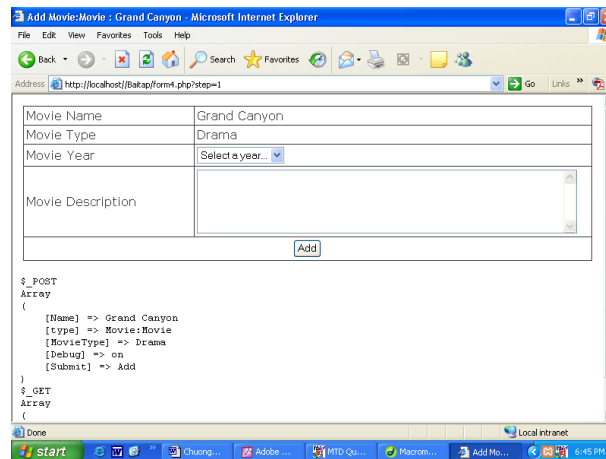 Add Movie:Movie : Grand Canyon - Microsoft Internet Explorer
File Edit View Favorites Tools Help
Back Search Favorites
Address http://localhost//Baitap/form4.php?step=1 Go Links »
Movie Name Grand Canyon
Movie Type Drama
Movie Year Select a year...
Movie Description
Add
$_POST
Array
(
[Name] => Grand Canyon
[type] => Movie:Movie
[MovieType] => Drama
[Debug] => on
[Submit] => Add
)
$_GET
Array
(
Done Local intranet
start » Chuong... Adobe ... MTD Qu... Macrom... Add Mo... 6:45 PM